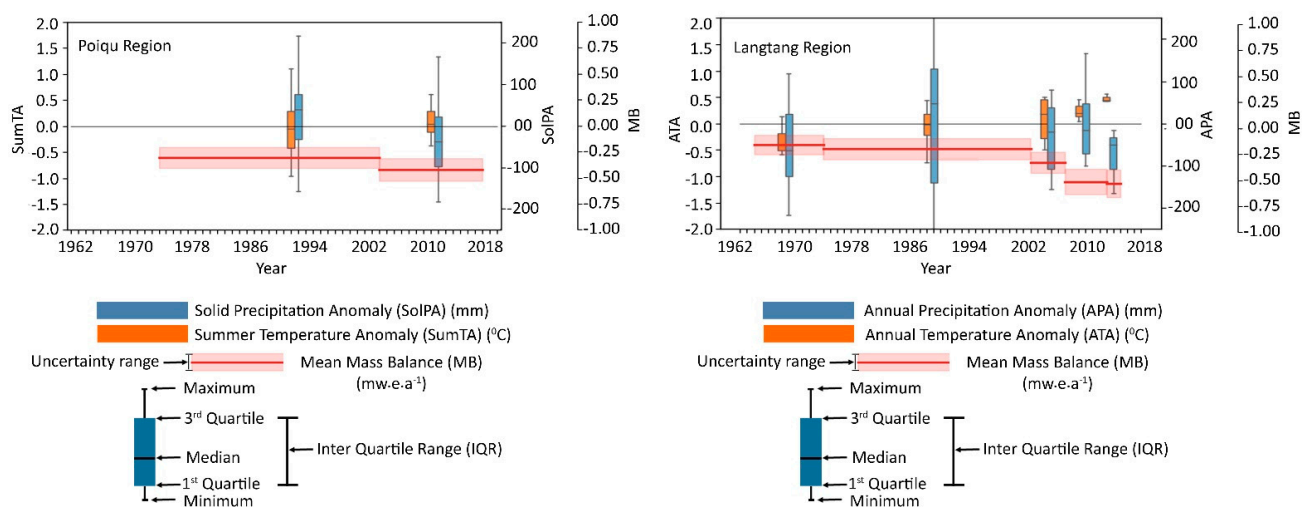 Poiqu Region
SumTA
2.0
1.5
1.0
0.5
0.0
-0.5
-1.0
-1.5
-2.0
1962 1970 1978 1986 1994 2002 2010 2018
Year
SolPA
200
100
00
-100
-200
MB
1.00
0.75
0.50
0.25
0.00
-0.25
-0.50
-0.75
-1.00
Solid Precipitation Anomaly (SolPA) (mm)
Summer Temperature Anomaly (SumTA) (⁰C)
Uncertainty range
Mean Mass Balance (MB)
(mw.e.a⁻¹)
Maximum
3rd Quartile
Inter Quartile Range (IQR)
Median
1st Quartile
Minimum
Langtang Region
ATA
2.0
1.5
1.0
0.5
0.0
-0.5
-1.0
-1.5
-2.0
1962 1970 1978 1986 1994 2002 2010 2018
Year
APA
200
100
00
-100
-200
MB
1.00
0.75
0.50
0.25
0.00
-0.25
-0.50
-0.75
-1.00
Annual Precipitation Anomaly (APA) (mm)
Annual Temperature Anomaly (ATA) (⁰C)
Uncertainty range
Mean Mass Balance (MB)
(mw.e.a⁻¹)
Maximum
3rd Quartile
Inter Quartile Range (IQR)
Median
1st Quartile
Minimum